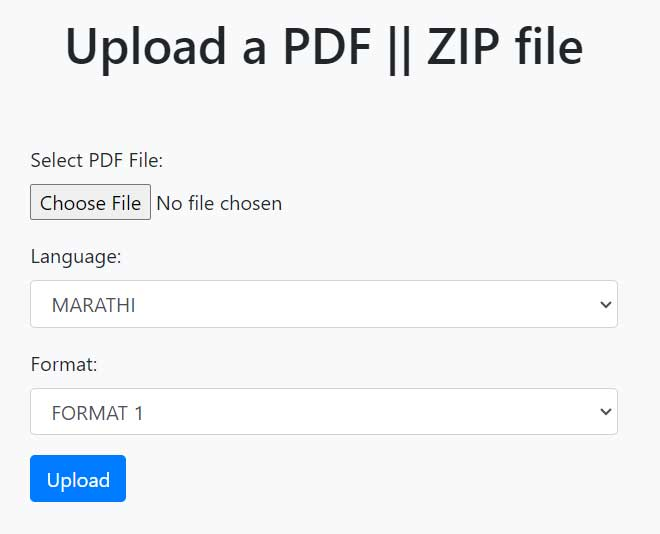 Upload a PDF || ZIP file
Select PDF File:
Choose File No file chosen
Language:
MARATHI
Format:
FORMAT 1
Upload